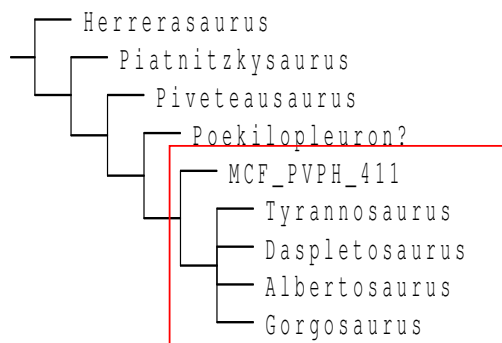 Herrerasaurus
Piatnitzkysaurus
Piveteausaurus
Poekilopleuron?
MCF_PVPH_411
Tyrannosaurus
Daspletosaurus
Albertosaurus
Gorgosaurus